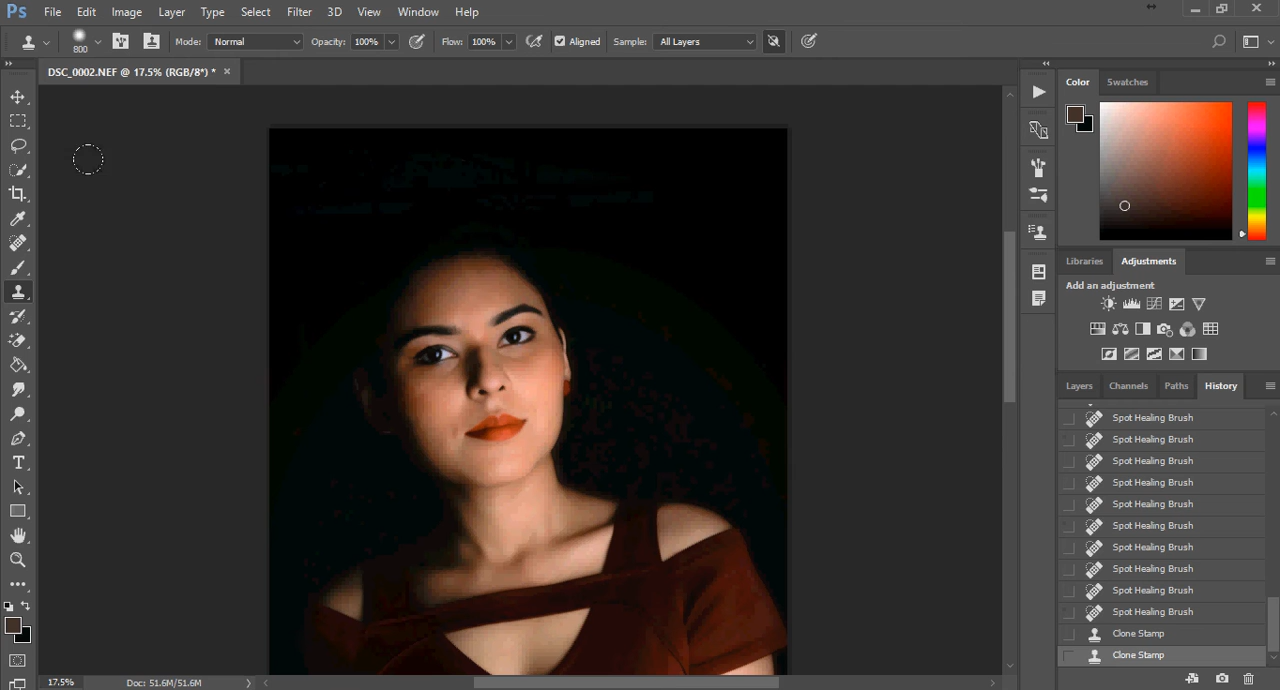 Ps File Edit Image Layer Type Select Filter 3D View Window Help
800 Mode: Normal Opacity: 100% Flow: 100% Aligned Sample: All Layers
DSC_0002.NEF @ 17.5% (RGB/8*) * ×
Color Swatches
Libraries Adjustments
Add an adjustment
Layers Channels Paths History
Spot Healing Brush
Spot Healing Brush
Spot Healing Brush
Spot Healing Brush
Spot Healing Brush
Spot Healing Brush
Spot Healing Brush
Spot Healing Brush
Spot Healing Brush
Spot Healing Brush
Clone Stamp
Clone Stamp
17.5% Doc: 51.6M/51.6M